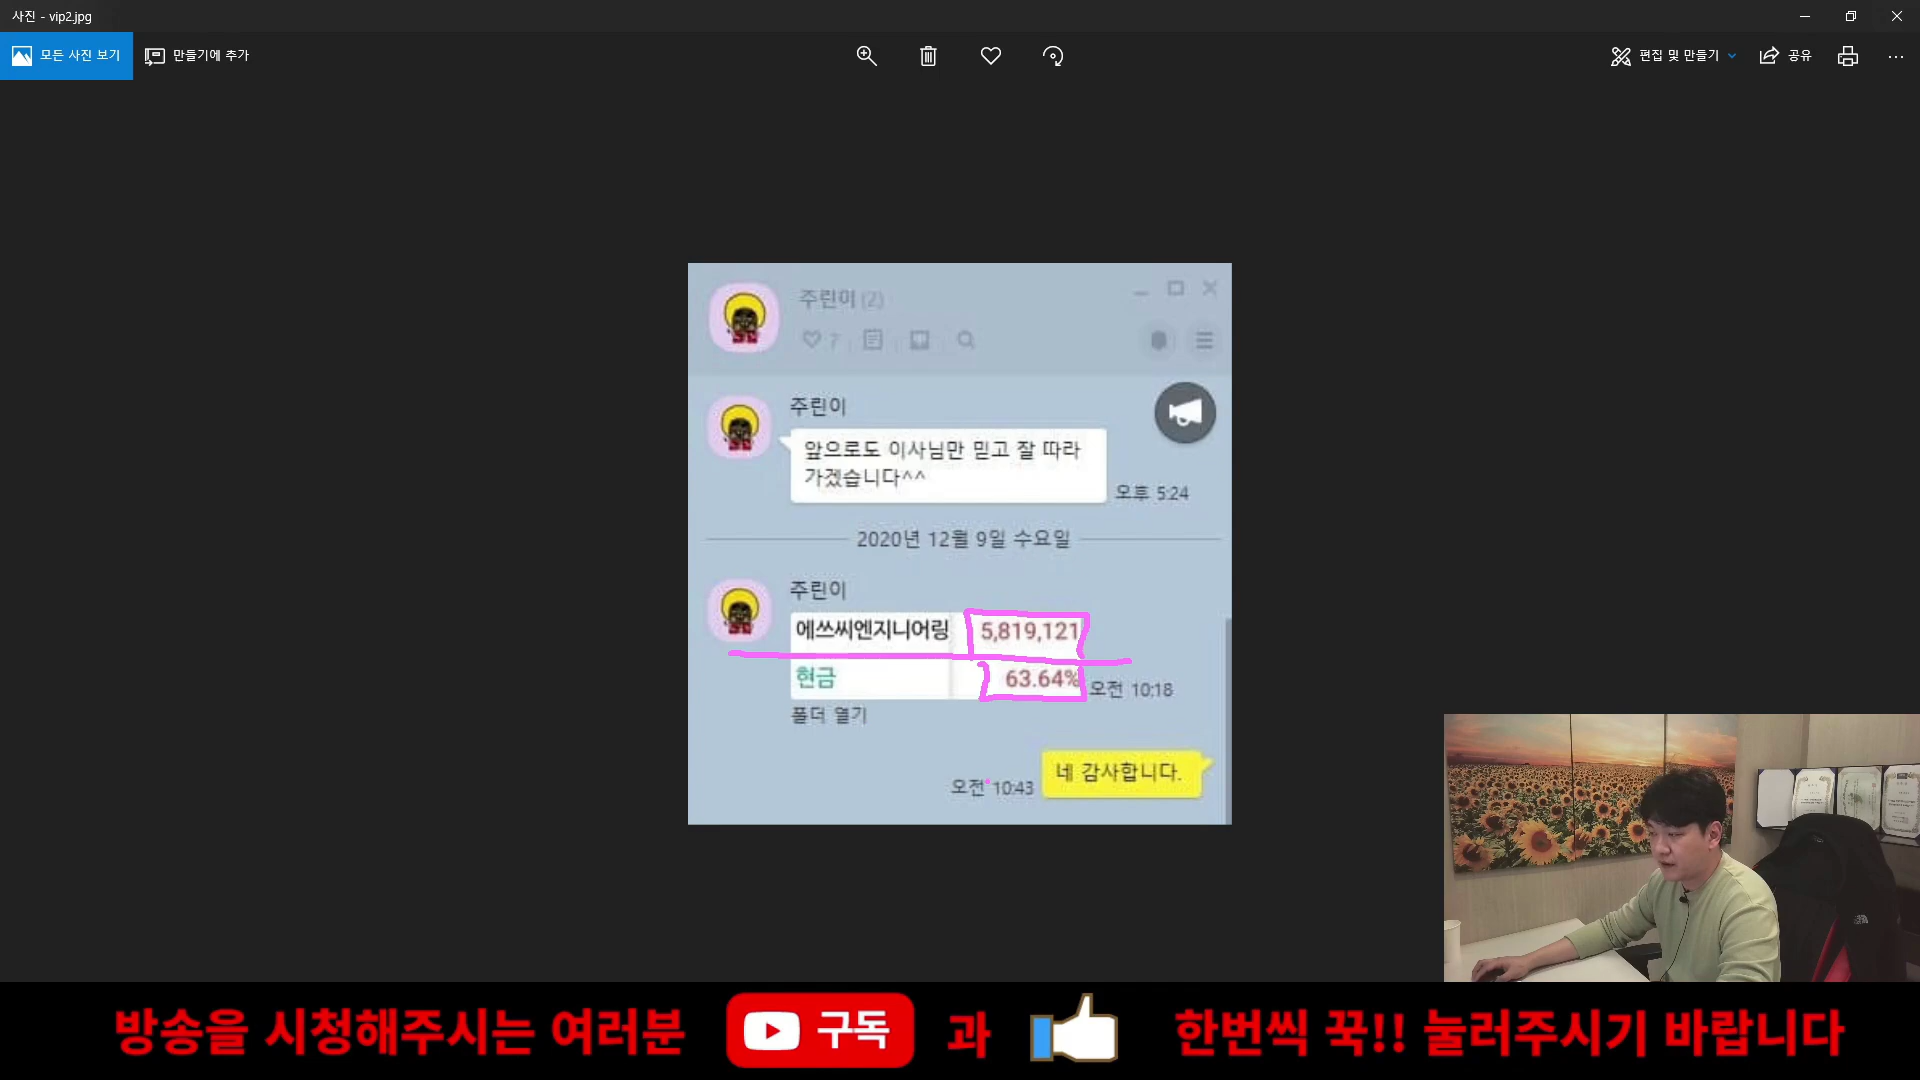 사진 - vip2.jpg
모든 사진 보기
만들기에 추가
편집 및 만들기
공유
주린이 (2)
7
주린이
앞으로도 이사님만 믿고 잘 따라
가겠습니다^^
오후 5:24
2020년 12월 9일 수요일
주린이
에쓰씨엔지니어링 5,819,121
현금 63.64%
오전 10:18
폴더 열기
네 감사합니다.
오전 10:43
방송을 시청해주시는 여러분 구독 과 한번씩 꾹!! 눌러주시기 바랍니다